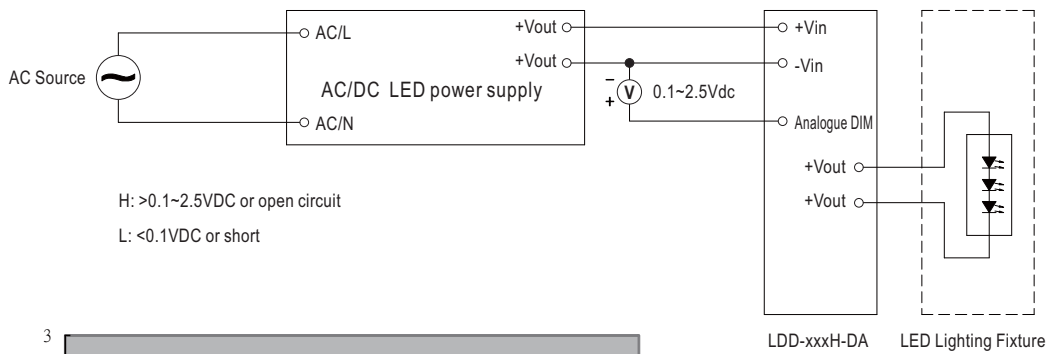 AC Source
AC/L
AC/N
AC/DC LED power supply
+Vout
+Vout
−
+
V
0.1~2.5Vdc
+Vin
-Vin
Analogue DIM
+Vout
+Vout
H: >0.1~2.5VDC or open circuit
L: <0.1VDC or short
LDD-xxxH-DA
LED Lighting Fixture
3